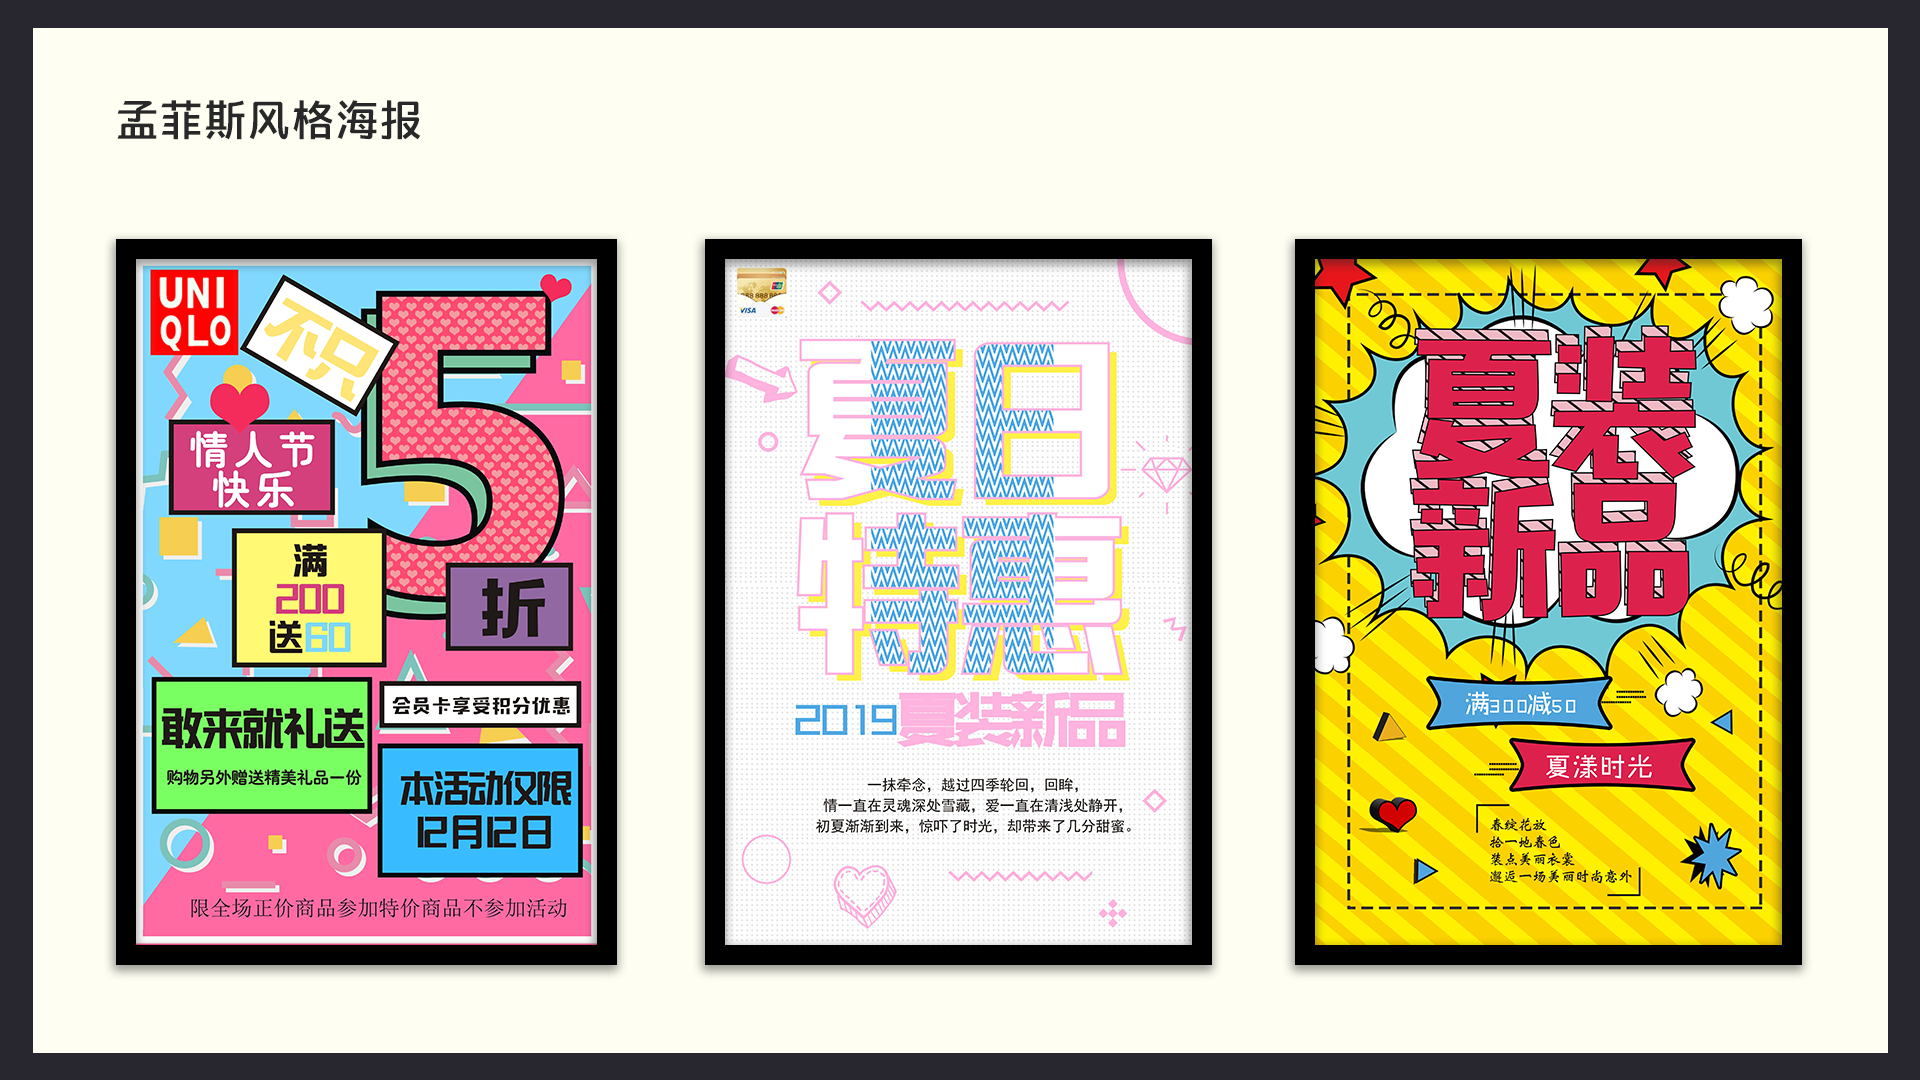 孟菲斯风格海报
UNI
QLO
不只
5
折
情人节
快乐
满
200
送60
敢来就礼送
购物另外赠送精美礼品一份
会员卡享受积分优惠
本活动仅限
12月12日
限全场正价商品参加特价商品不参加活动
VISA
夏日
特惠
2019夏装新品
一抹牵念，越过四季轮回，回眸，
情一直在灵魂深处雪藏，爱一直在清浅处静开，
初夏渐渐到来，惊吓了时光，却带来了几分甜蜜。
夏装
新品
满300减50
夏漾时光
春绽花放
拾一地春色
装点美丽衣裳
邂逅一场美丽时尚意外